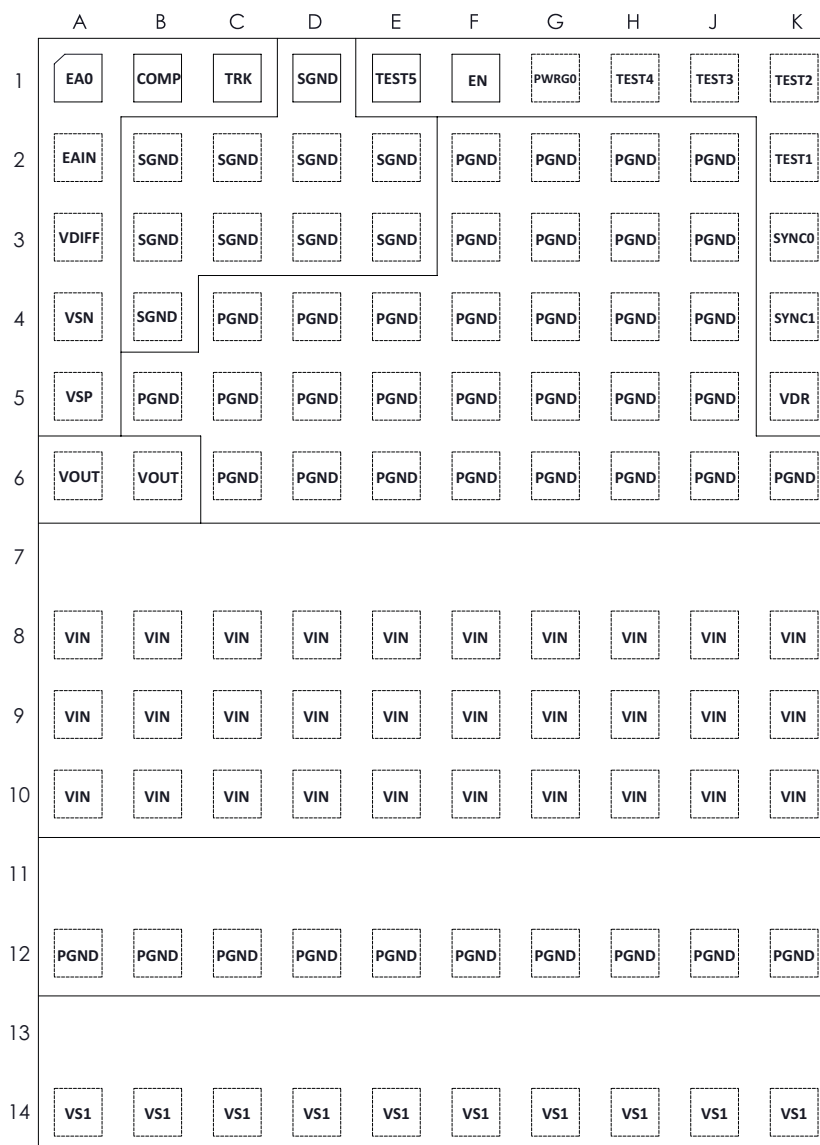 A B C D E F G H J K
1 EA0 COMP TRK SGND TEST5 EN PWRG0 TEST4 TEST3 TEST2
2 EAIN SGND SGND SGND SGND PGND PGND PGND PGND TEST1
3 VDIFF SGND SGND SGND SGND PGND PGND PGND PGND SYNC0
4 VSN SGND PGND PGND PGND PGND PGND PGND PGND SYNC1
5 VSP PGND PGND PGND PGND PGND PGND PGND PGND VDR
6 VOUT VOUT PGND PGND PGND PGND PGND PGND PGND PGND
7
8 VIN VIN VIN VIN VIN VIN VIN VIN VIN VIN
9 VIN VIN VIN VIN VIN VIN VIN VIN VIN VIN
10 VIN VIN VIN VIN VIN VIN VIN VIN VIN VIN
11
12 PGND PGND PGND PGND PGND PGND PGND PGND PGND PGND
13
14 VS1 VS1 VS1 VS1 VS1 VS1 VS1 VS1 VS1 VS1